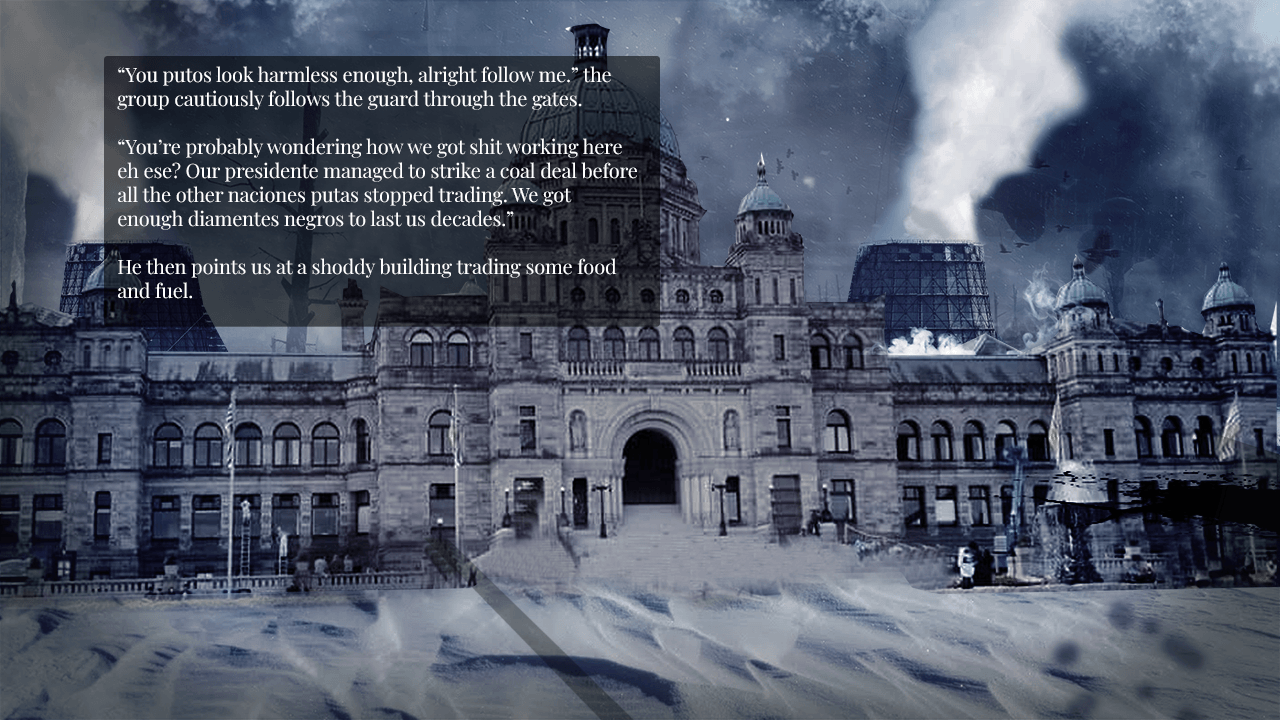 “You putos look harmless enough, alright follow me.” the
group cautiously follows the guard through the gates.
“You’re probably wondering how we got shit working here
eh ese? Our presidente managed to strike a coal deal before
all the other naciones putas stopped trading. We got
enough diamentes negros to last us decades.”
He then points us at a shoddy building trading some food
and fuel.